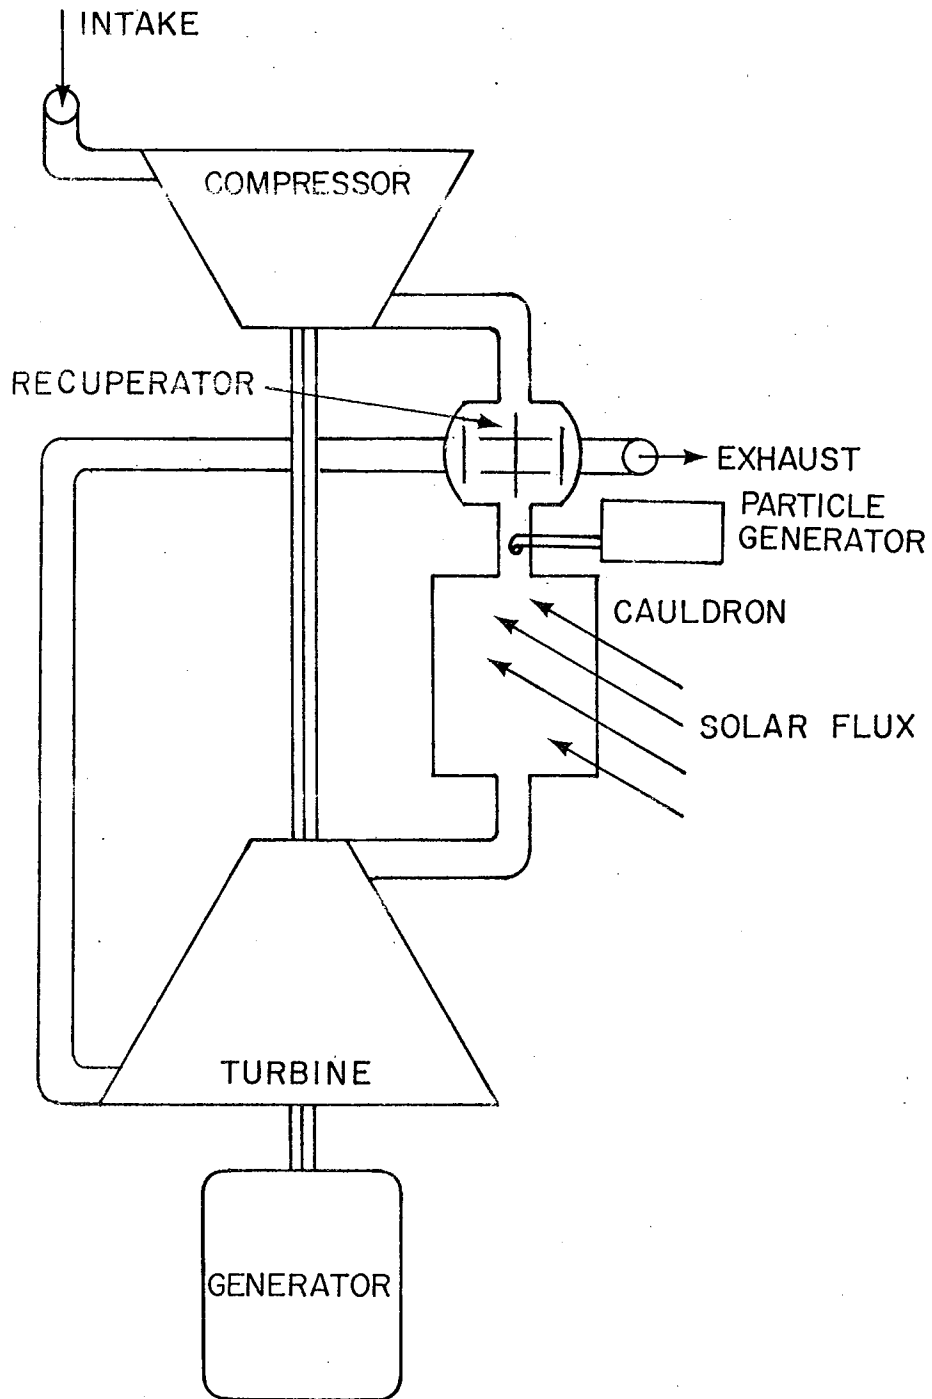 INTAKE
COMPRESSOR
RECUPERATOR
EXHAUST
PARTICLE
GENERATOR
CAULDRON
SOLAR FLUX
TURBINE
GENERATOR